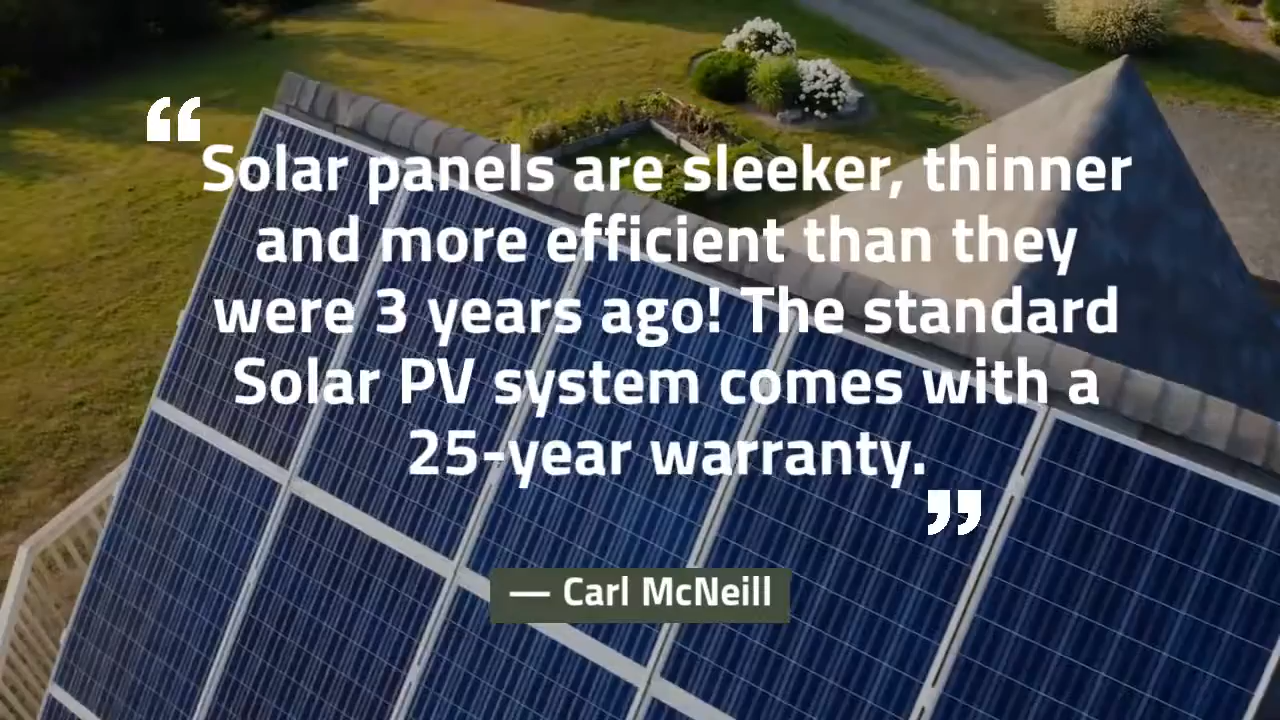 “Solar panels are sleeker, thinner
and more efficient than they
were 3 years ago! The standard
Solar PV system comes with a
25-year warranty.”
— Carl McNeill